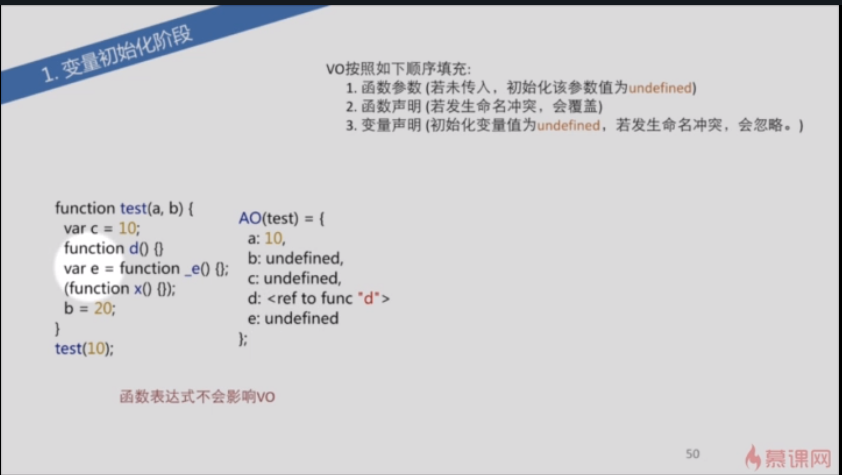 1. 变量初始化阶段
VO按照如下顺序填充:
1. 函数参数 (若未传入，初始化该参数值为undefined)
2. 函数声明 (若发生命名冲突，会覆盖)
3. 变量声明 (初始化变量值为undefined，若发生命名冲突，会忽略。)
function test(a, b) {
var c = 10;
function d() {}
var e = function _e() {};
(function x() {});
b = 20;
}
test(10);
AO(test) = {
a: 10,
b: undefined,
c: undefined,
d: <ref to func "d">
e: undefined
};
函数表达式不会影响VO
50
慕课网